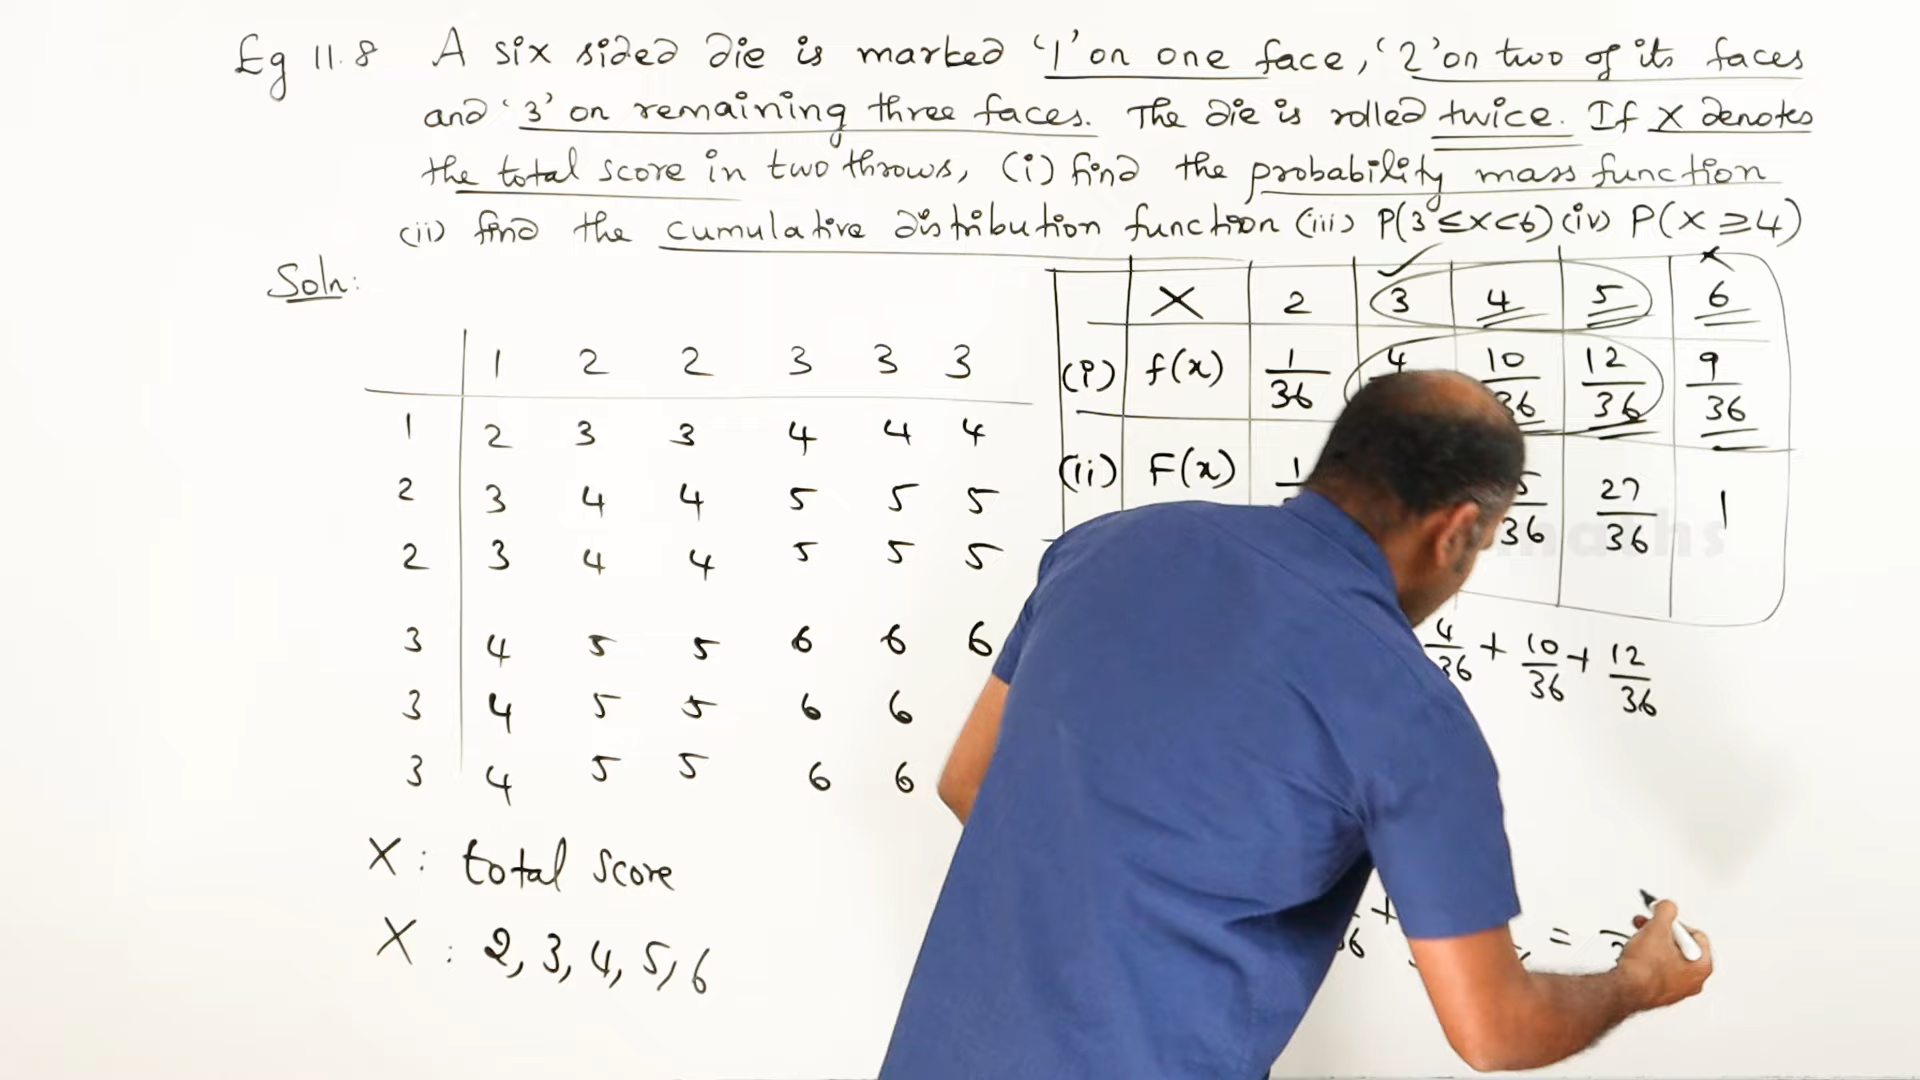 Eg 11.8 A six sided die is marked '1' on one face, '2' on two of its faces
and '3' on remaining three faces. The die is rolled twice. If X denotes
the total score in two throws, (i) find the probability mass function
(ii) find the cumulative distribution function (iii) P(3 ≤ x < 6) (iv) P(X ≥ 4)
Soln:
1 2 2 3 3 3
1 2 3 3 4 4 4
2 3 4 4 5 5 5
2 3 4 4 5 5 5
3 4 5 5 6 6 6
3 4 5 5 6 6
3 4 5 5 6 6
X : total score
X : 2, 3, 4, 5, 6
X 2 3 4 5 6
(i) f(x) 1/36 4 10/36 12/36 9/36
(ii) F(x) 1 36 27/36 1
4/36 + 10/36 + 12/36
+ =